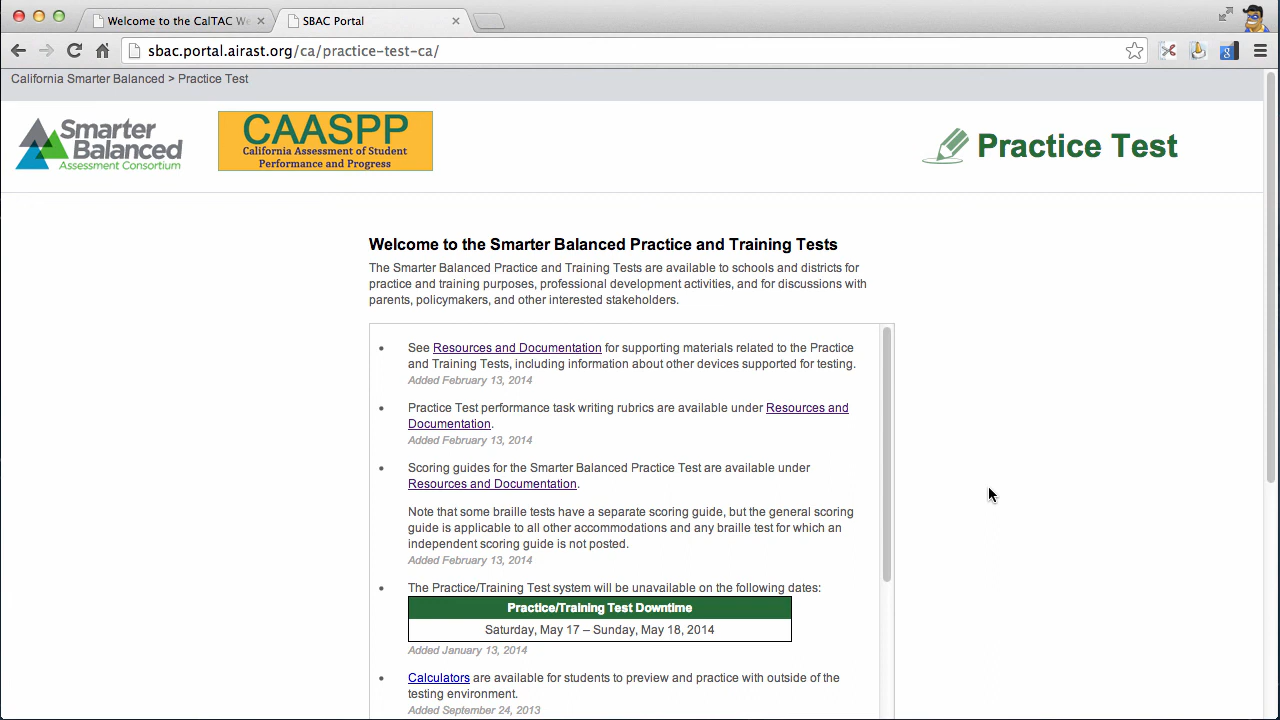 Welcome to the CalTAC We
SBAC Portal
sbac.portal.airast.org/ca/practice-test-ca/
California Smarter Balanced > Practice Test
Smarter
Balanced
Assessment Consortium
CAASPP
California Assessment of Student
Performance and Progress
Practice Test
Welcome to the Smarter Balanced Practice and Training Tests
The Smarter Balanced Practice and Training Tests are available to schools and districts for
practice and training purposes, professional development activities, and for discussions with
parents, policymakers, and other interested stakeholders.
See Resources and Documentation for supporting materials related to the Practice
and Training Tests, including information about other devices supported for testing.
Added February 13, 2014
Practice Test performance task writing rubrics are available under Resources and
Documentation.
Added February 13, 2014
Scoring guides for the Smarter Balanced Practice Test are available under
Resources and Documentation.
Note that some braille tests have a separate scoring guide, but the general scoring
guide is applicable to all other accommodations and any braille test for which an
independent scoring guide is not posted.
Added February 13, 2014
The Practice/Training Test system will be unavailable on the following dates:
Practice/Training Test Downtime
Saturday, May 17 – Sunday, May 18, 2014
Added January 13, 2014
Calculators are available for students to preview and practice with outside of the
testing environment.
Added September 24, 2013